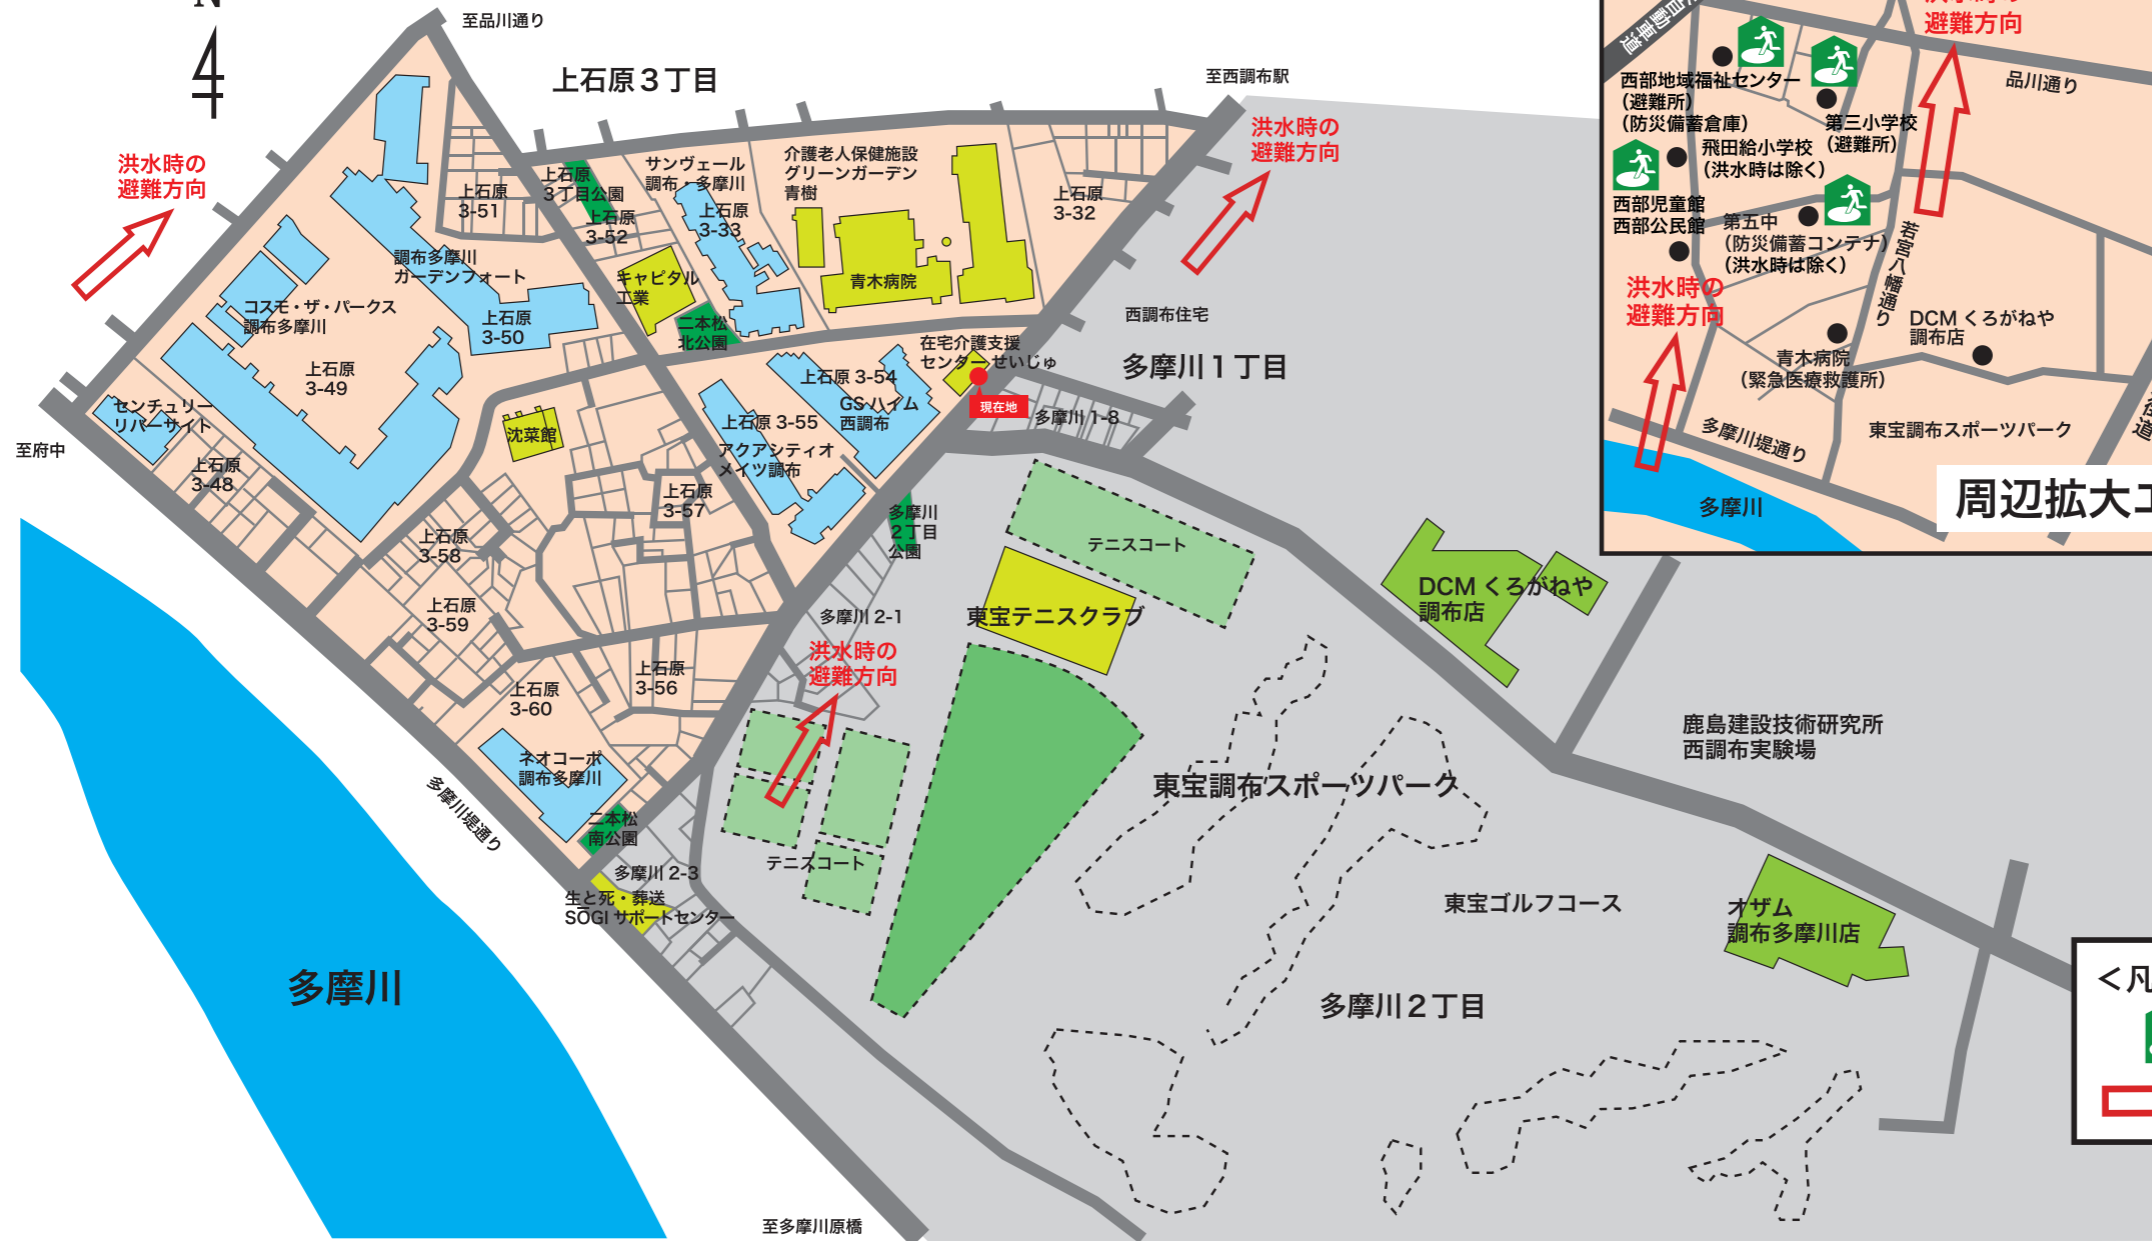 N
至品川通り
上石原３丁目
至西調布駅
洪水時の
避難方向
洪水時の
避難方向
上石原
3-51
上石原
３丁目公園
上石原
3-52
サンヴェール
調布・多摩川
上石原
3-33
介護老人保健施設
グリーンガーデン
青樹
青木病院
上石原
3-32
調布多摩川
ガーデンフォート
コスモ・ザ・パークス
調布多摩川
上石原
3-50
上石原
3-49
キャピタル
工業
二本松
北公園
西調布住宅
多摩川１丁目
在宅介護支援
センター せいじゅ
現在地
多摩川 1-8
上石原 3-54
GS ハイム
西調布
上石原 3-55
アクアシティオ
メイツ調布
センチュリー
リバーサイト
至府中
上石原
3-48
沈菜館
上石原
3-57
上石原
3-58
上石原
3-59
上石原
3-56
上石原
3-60
多摩川
２丁目
公園
多摩川 2-1
洪水時の
避難方向
テニスコート
東宝テニスクラブ
DCM くろがねや
調布店
鹿島建設技術研究所
西調布実験場
東宝調布スポーツパーク
ネオコーポ
調布多摩川
多摩川堤通り
二本松
南公園
多摩川 2-3
生と死・葬送
SŌGI サポートセンター
テニスコート
東宝ゴルフコース
オザム
調布多摩川店
多摩川２丁目
多摩川
至多摩川原橋
自動車道
洪水時の
避難方向
品川通り
西部地域福祉センター
（避難所）
（防災備蓄倉庫）
第三小学校
（避難所）
飛田給小学校
（洪水時は除く）
西部児童館
西部公民館
第五中
（防災備蓄コンテナ）
（洪水時は除く）
若宮八幡通り
洪水時の
避難方向
DCM くろがねや
調布店
青木病院
（緊急医療救護所）
多摩川堤通り
東宝調布スポーツパーク
道
多摩川
周辺拡大
＜凡